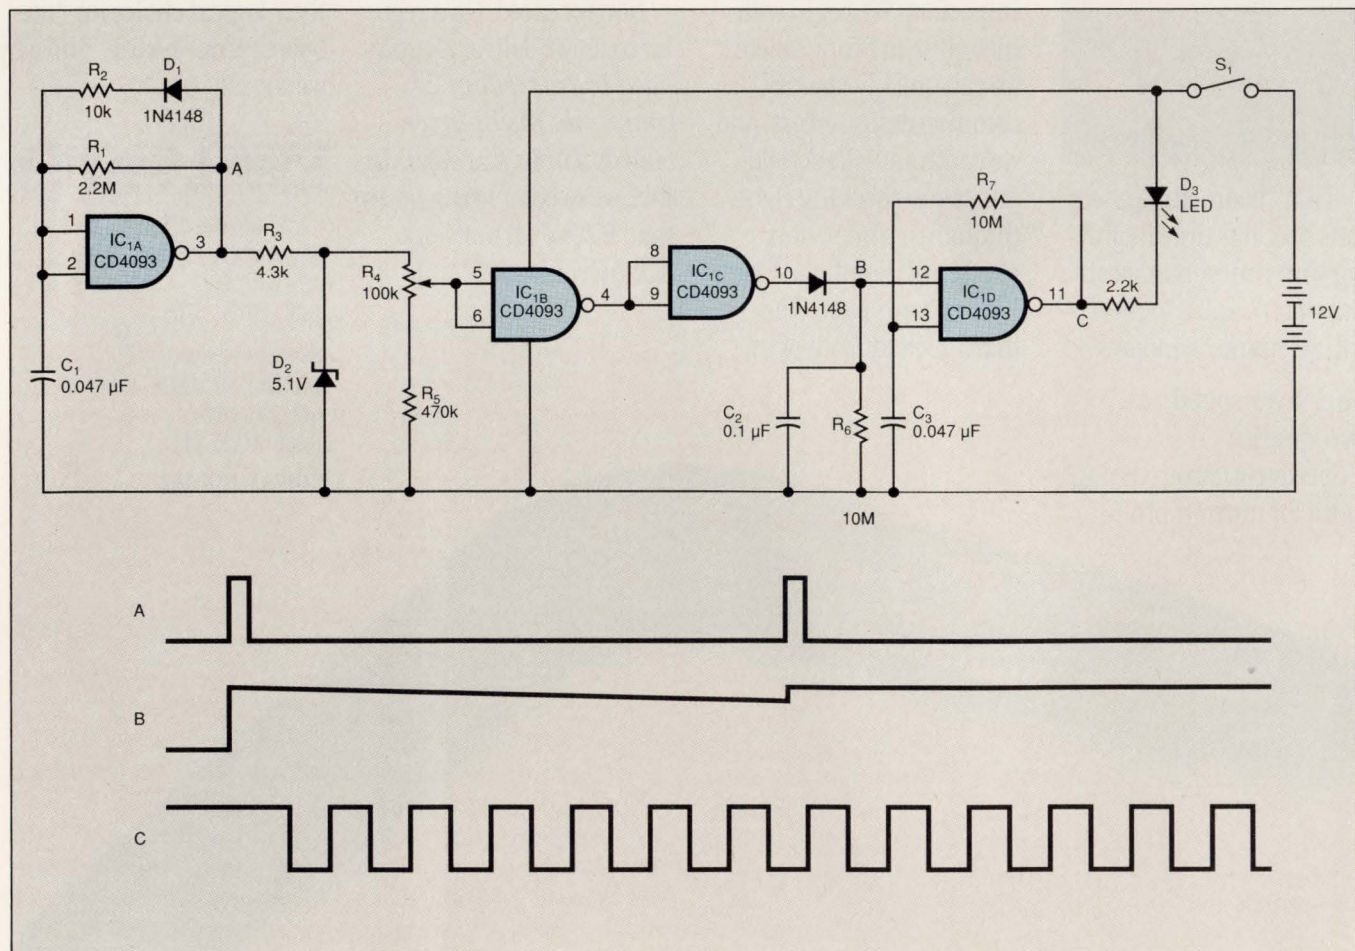 R2
10k
D1
1N4148
R1
2.2M
A
1
2
IC1A
CD4093
3
R3
4.3k
C1
0.047 µF
D2
5.1V
R4
100k
R5
470k
5
6
IC1B
CD4093
4
8
9
IC1C
CD4093
10
1N4148
B
C2
0.1 µF
R6
10M
C3
0.047 µF
12
13
IC1D
CD4093
11
C
R7
10M
2.2k
D3
LED
S1
12V
A
B
C